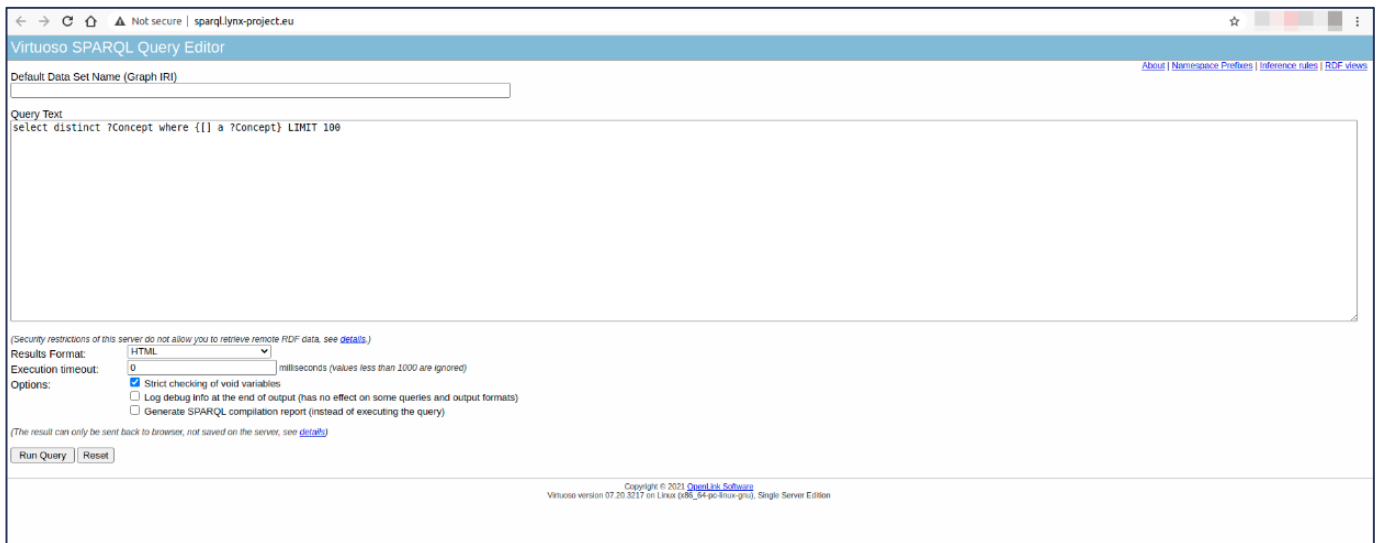 Not secure | sparql.lynx-project.eu
Virtuoso SPARQL Query Editor
About | Namespace Prefixes | Inference rules | RDF views
Default Data Set Name (Graph IRI)
Query Text
select distinct ?Concept where {[] a ?Concept} LIMIT 100
(Security restrictions of this server do not allow you to retrieve remote RDF data, see details.)
Results Format: HTML
Execution timeout: 0 milliseconds (values less than 1000 are ignored)
Options: Strict checking of void variables
Log debug info at the end of output (has no effect on some queries and output formats)
Generate SPARQL compilation report (instead of executing the query)
(The result can only be sent back to browser, not saved on the server, see details)
Run Query Reset
Copyright © 2021 OpenLink Software
Virtuoso version 07.20.3217 on Linux (x86_64-pc-linux-gnu), Single Server Edition